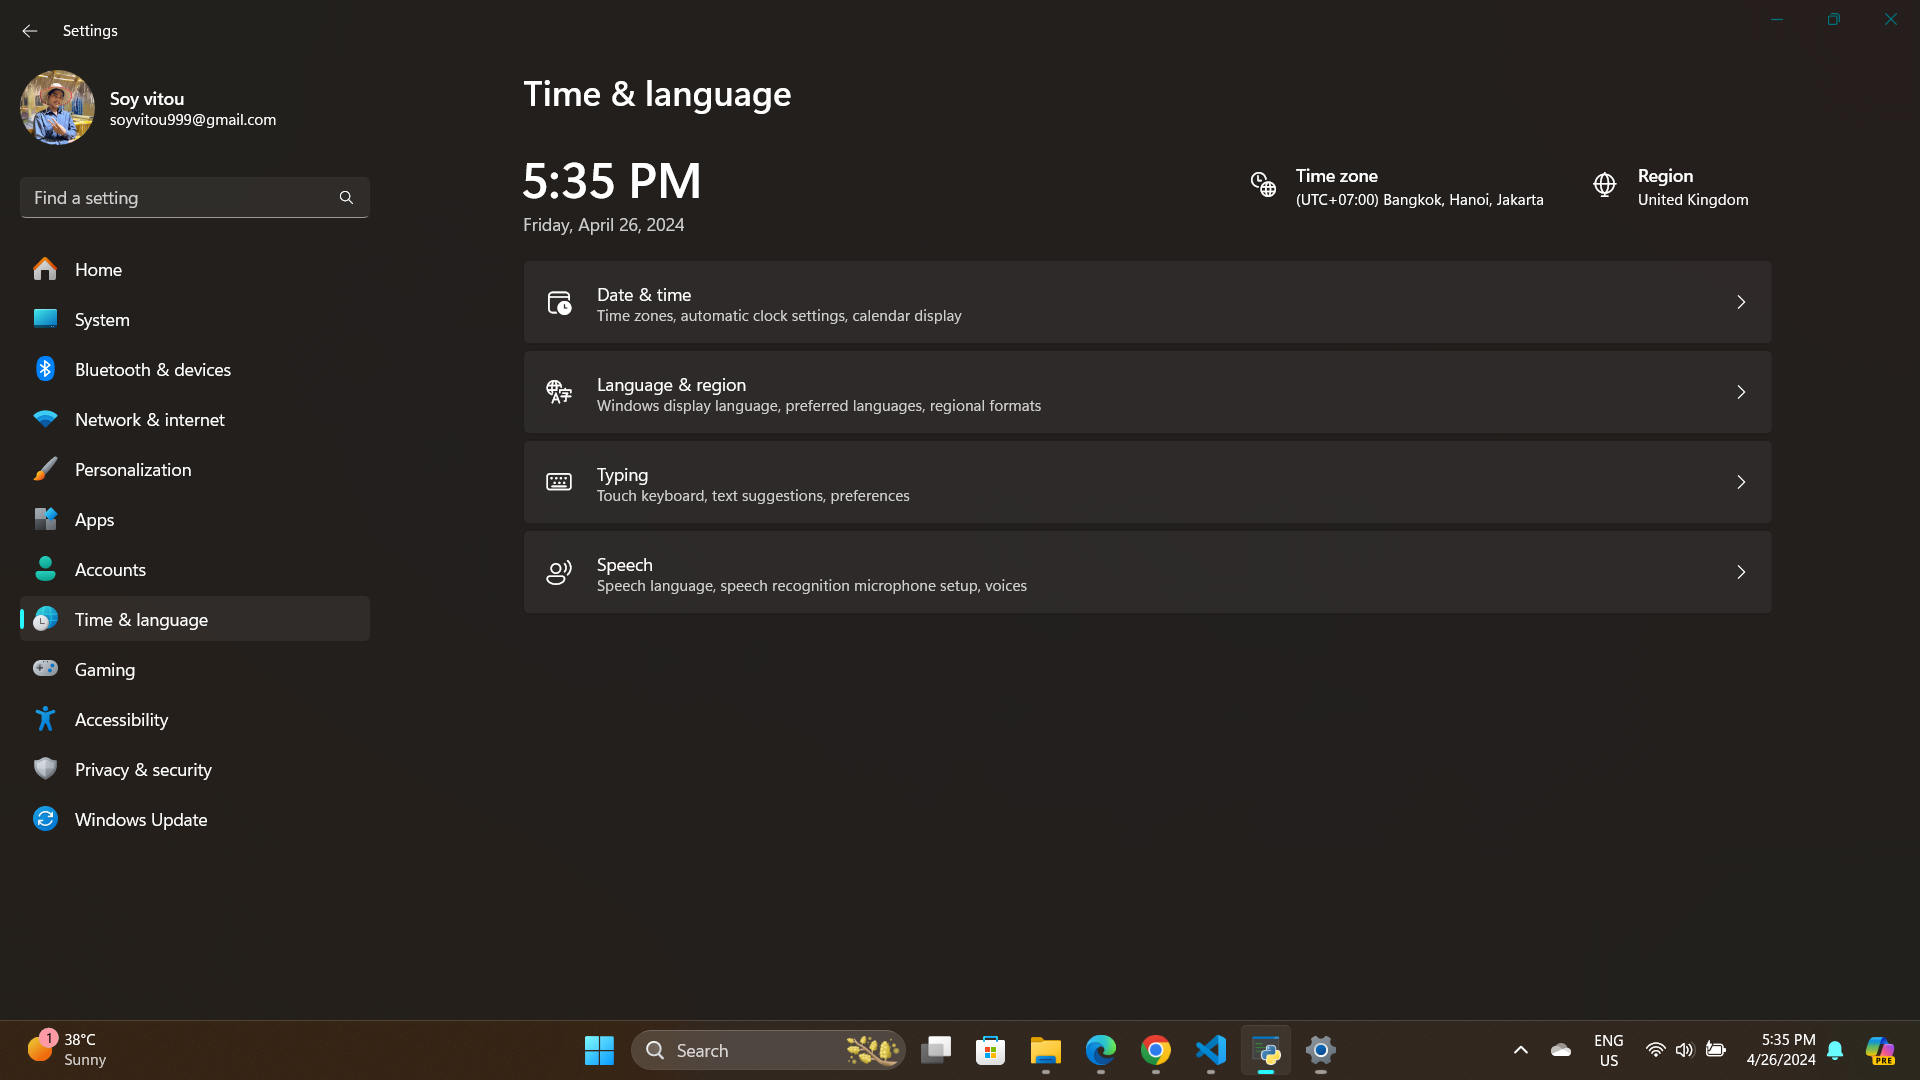 Settings
Soy vitou
soyvitou999@gmail.com
Find a setting
Home
System
Bluetooth & devices
Network & internet
Personalization
Apps
Accounts
Time & language
Gaming
Accessibility
Privacy & security
Windows Update
Time & language
5:35 PM
Friday, April 26, 2024
Time zone
(UTC+07:00) Bangkok, Hanoi, Jakarta
Region
United Kingdom
Date & time
Time zones, automatic clock settings, calendar display
Language & region
Windows display language, preferred languages, regional formats
Typing
Touch keyboard, text suggestions, preferences
Speech
Speech language, speech recognition microphone setup, voices
1
38°C
Sunny
Search
ENG
US
5:35 PM
4/26/2024
PRE